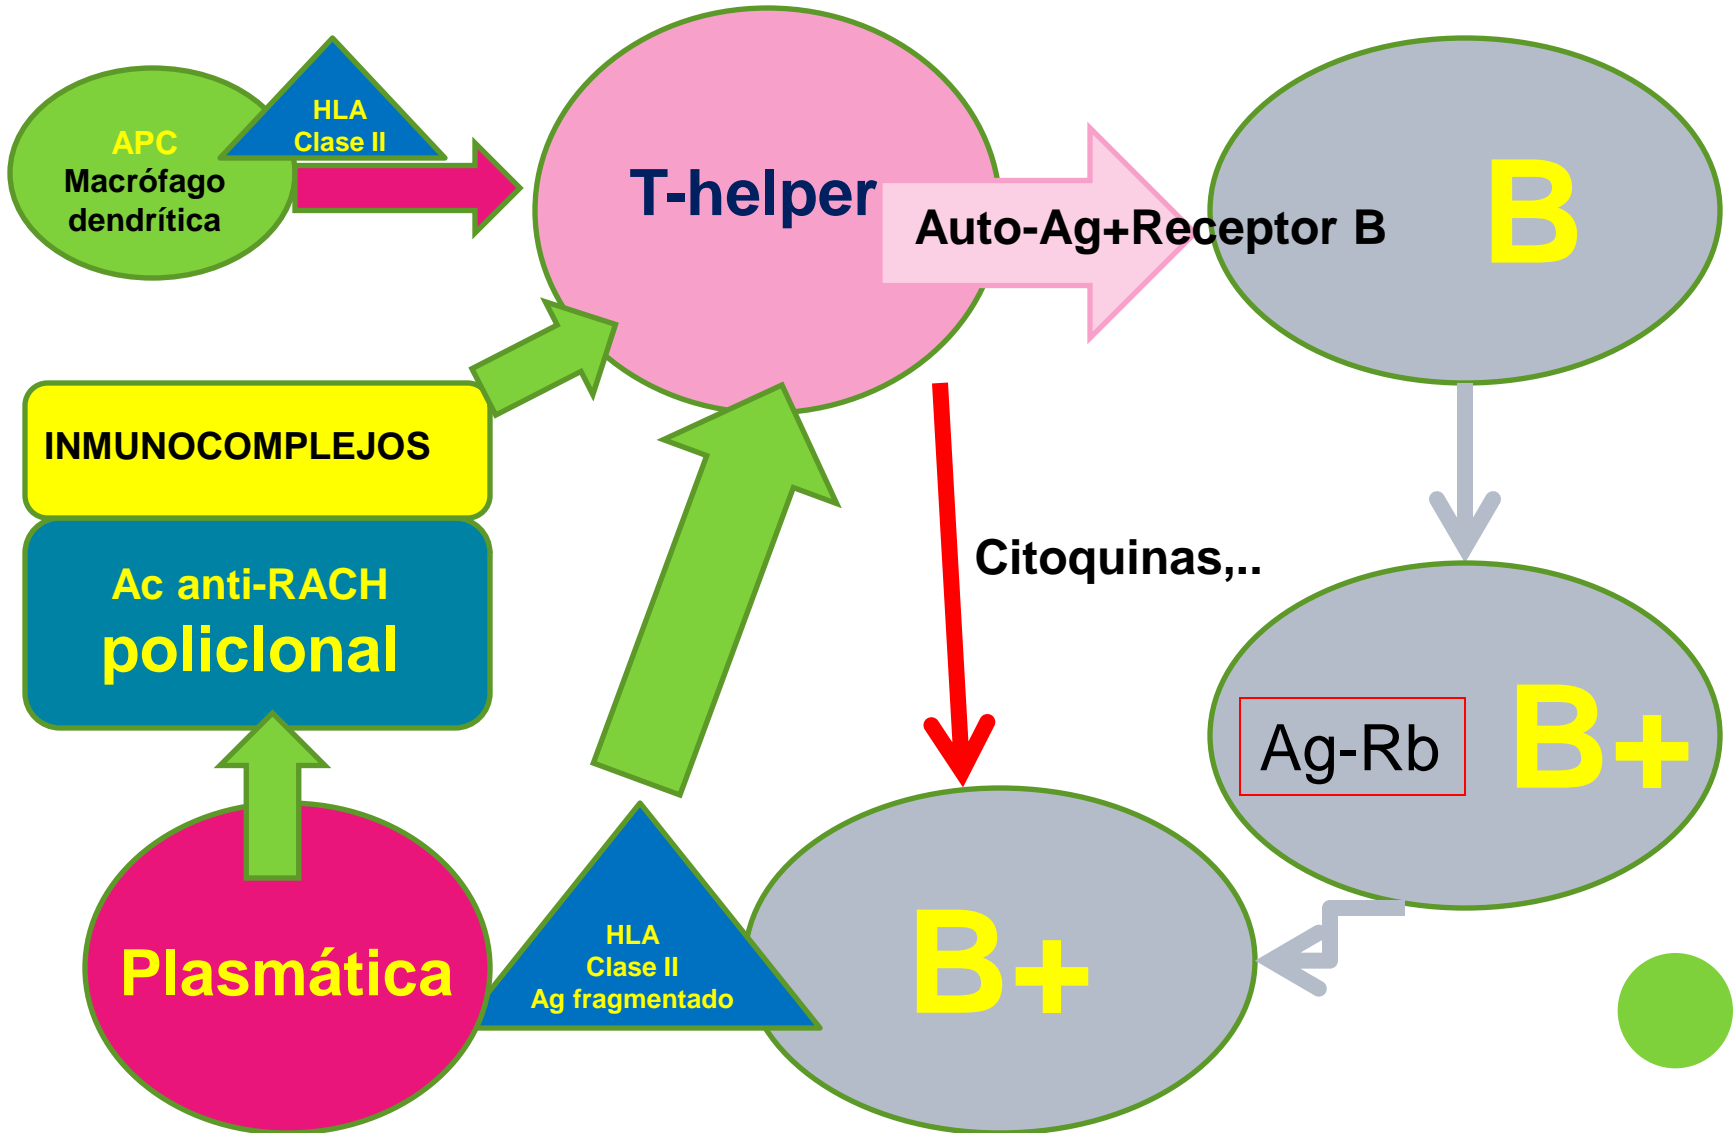 HLA
Clase II
APC
Macrófago
dendrítica
T-helper
Auto-Ag+Receptor B
B
INMUNOCOMPLEJOS
Ac anti-RACH
policlonal
Citoquinas,..
Ag-Rb
B+
Plasmática
HLA
Clase II
Ag fragmentado
B+